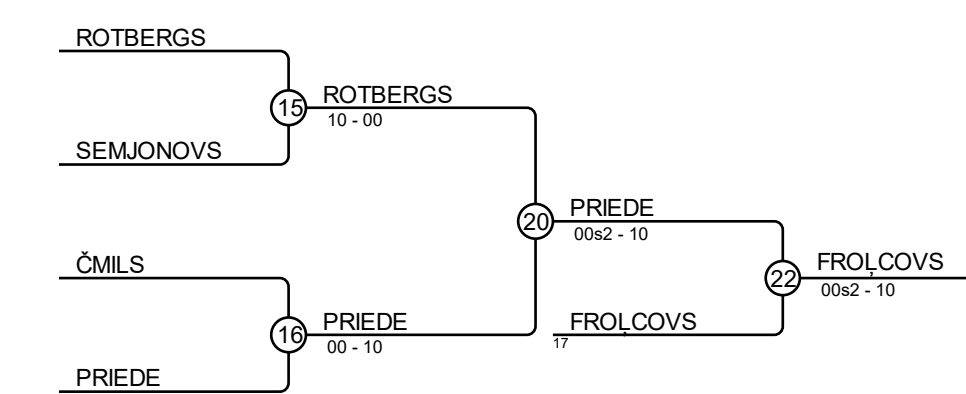 ROTBERGS
15
ROTBERGS
10 - 00
SEMJONOVS
20
PRIEDE
00s2 - 10
ČMILS
22
FROĻCOVS
00s2 - 10
16
PRIEDE
00 - 10
FROĻCOVS
17
PRIEDE